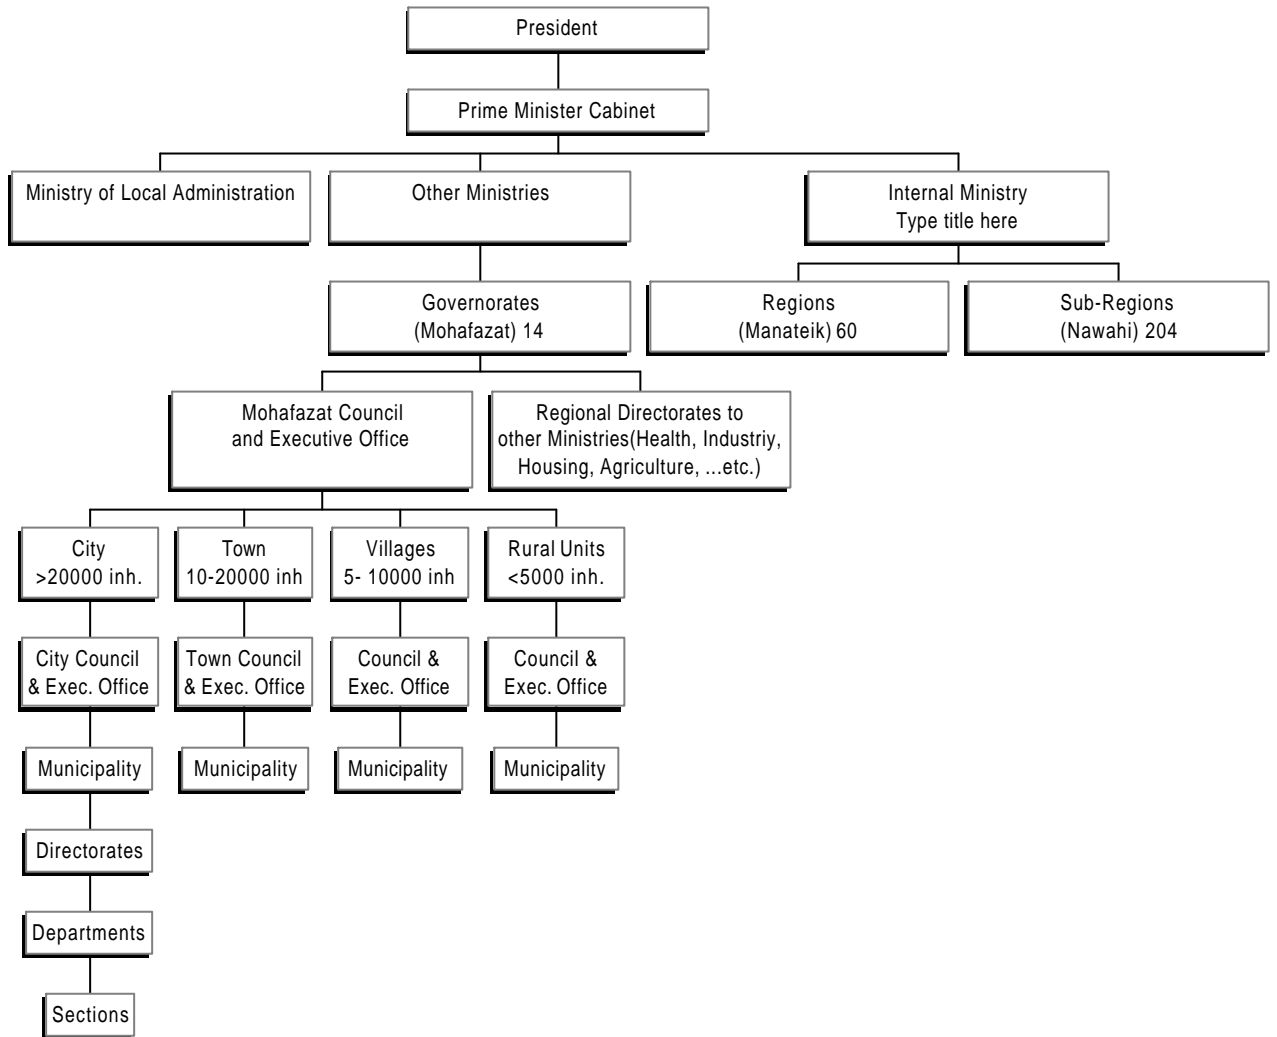 President
Prime Minister Cabinet
Ministry of Local Administration
Other Ministries
Internal Ministry
Type title here
Governorates
(Mohafazat) 14
Regions
(Manateik) 60
Sub-Regions
(Nawahi) 204
Mohafazat Council
and Executive Office
Regional Directorates to
other Ministries(Health, Industriy,
Housing, Agriculture, ...etc.)
City
>20000 inh.
Town
10-20000 inh
Villages
5- 10000 inh
Rural Units
<5000 inh.
City Council
& Exec. Office
Town Council
& Exec. Office
Council &
Exec. Office
Council &
Exec. Office
Municipality
Municipality
Municipality
Municipality
Directorates
Departments
Sections